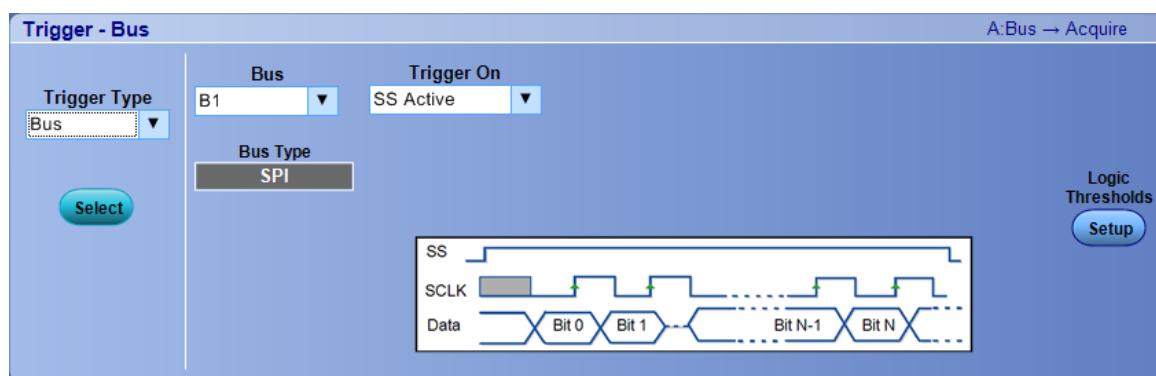 Trigger - Bus
A:Bus → Acquire
Trigger Type
Bus
Select
Bus
B1
Trigger On
SS Active
Bus Type
SPI
Logic
Thresholds
Setup
SS
SCLK
Data
Bit 0
Bit 1
Bit N-1
Bit N